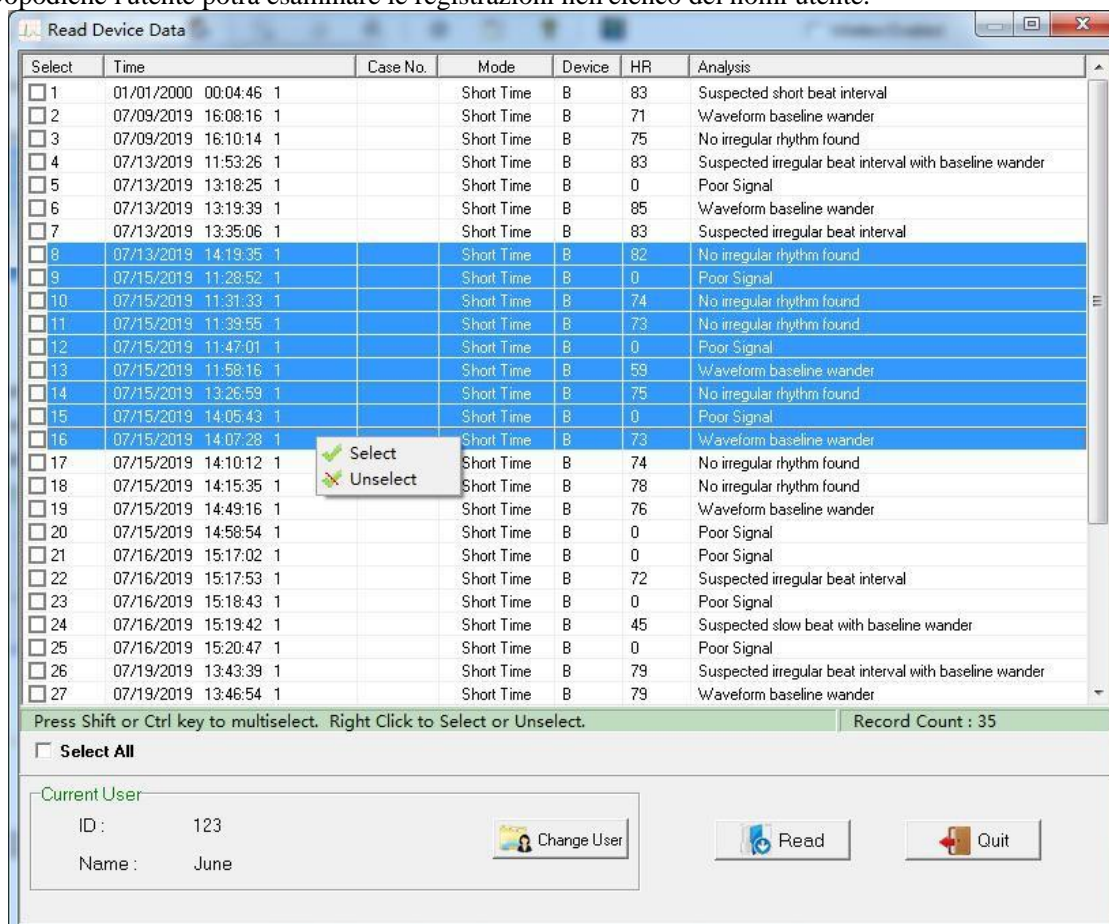 l'utente potrà esaminare le registrazioni nell'elenco dei nomi utente.
Read Device Data
Select Time Case No. Mode Device HR Analysis
1 01/01/2000 00:04:46 1 Short Time B 83 Suspected short beat interval
2 07/09/2019 16:08:16 1 Short Time B 71 Waveform baseline wander
3 07/09/2019 16:10:14 1 Short Time B 75 No irregular rhythm found
4 07/13/2019 11:53:26 1 Short Time B 83 Suspected irregular beat interval with baseline wander
5 07/13/2019 13:18:25 1 Short Time B 0 Poor Signal
6 07/13/2019 13:19:39 1 Short Time B 85 Waveform baseline wander
7 07/13/2019 13:35:06 1 Short Time B 83 Suspected irregular beat interval
8 07/13/2019 14:19:35 1 Short Time B 82 No irregular rhythm found
9 07/15/2019 11:28:52 1 Short Time B 0 Poor Signal
10 07/15/2019 11:31:33 1 Short Time B 74 No irregular rhythm found
11 07/15/2019 11:39:55 1 Short Time B 73 No irregular rhythm found
12 07/15/2019 11:47:01 1 Short Time B 0 Poor Signal
13 07/15/2019 11:58:16 1 Short Time B 59 Waveform baseline wander
14 07/15/2019 13:26:59 1 Short Time B 75 No irregular rhythm found
15 07/15/2019 14:05:43 1 Short Time B 0 Poor Signal
16 07/15/2019 14:07:28 1 Short Time B 73 Waveform baseline wander
Select
Unselect
17 07/15/2019 14:10:12 1 Short Time B 74 No irregular rhythm found
18 07/15/2019 14:15:35 1 Short Time B 78 No irregular rhythm found
19 07/15/2019 14:49:16 1 Short Time B 76 Waveform baseline wander
20 07/15/2019 14:58:54 1 Short Time B 0 Poor Signal
21 07/16/2019 15:17:02 1 Short Time B 0 Poor Signal
22 07/16/2019 15:17:53 1 Short Time B 72 Suspected irregular beat interval
23 07/16/2019 15:18:43 1 Short Time B 0 Poor Signal
24 07/16/2019 15:19:42 1 Short Time B 45 Suspected slow beat with baseline wander
25 07/16/2019 15:20:47 1 Short Time B 0 Poor Signal
26 07/19/2019 13:43:39 1 Short Time B 79 Suspected irregular beat interval with baseline wander
27 07/19/2019 13:46:54 1 Short Time B 79 Waveform baseline wander
Press Shift or Ctrl key to multiselect. Right Click to Select or Unselect. Record Count : 35
Select All
Current User
ID : 123
Name : June
Change User
Read
Quit